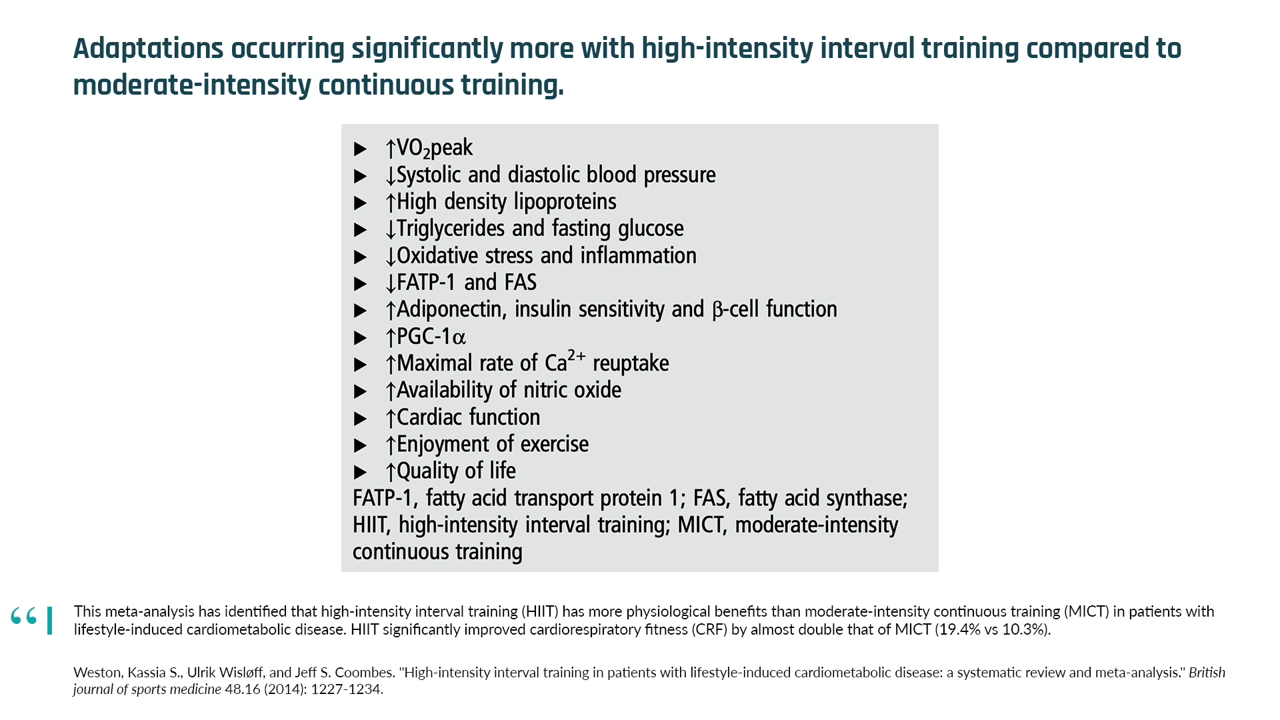 Adaptations occurring significantly more with high-intensity interval training compared to
moderate-intensity continuous training.
▶ ↑VO₂peak
▶ ↓Systolic and diastolic blood pressure
▶ ↑High density lipoproteins
▶ ↓Triglycerides and fasting glucose
▶ ↓Oxidative stress and inflammation
▶ ↓FATP-1 and FAS
▶ ↑Adiponectin, insulin sensitivity and β-cell function
▶ ↑PGC-1α
▶ ↑Maximal rate of Ca²⁺ reuptake
▶ ↑Availability of nitric oxide
▶ ↑Cardiac function
▶ ↑Enjoyment of exercise
▶ ↑Quality of life
FATP-1, fatty acid transport protein 1; FAS, fatty acid synthase;
HIIT, high-intensity interval training; MICT, moderate-intensity
continuous training
“ This meta-analysis has identified that high-intensity interval training (HIIT) has more physiological benefits than moderate-intensity continuous training (MICT) in patients with
lifestyle-induced cardiometabolic disease. HIIT significantly improved cardiorespiratory fitness (CRF) by almost double that of MICT (19.4% vs 10.3%).
Weston, Kassia S., Ulrik Wisløff, and Jeff S. Coombes. "High-intensity interval training in patients with lifestyle-induced cardiometabolic disease: a systematic review and meta-analysis." British
journal of sports medicine 48.16 (2014): 1227-1234.